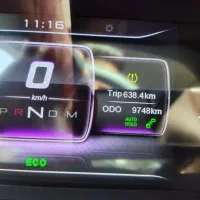 11:16
0
km/h
P R N D M
Trip 638.4km
ODO 9748km
AUTO
HOLD
ECO